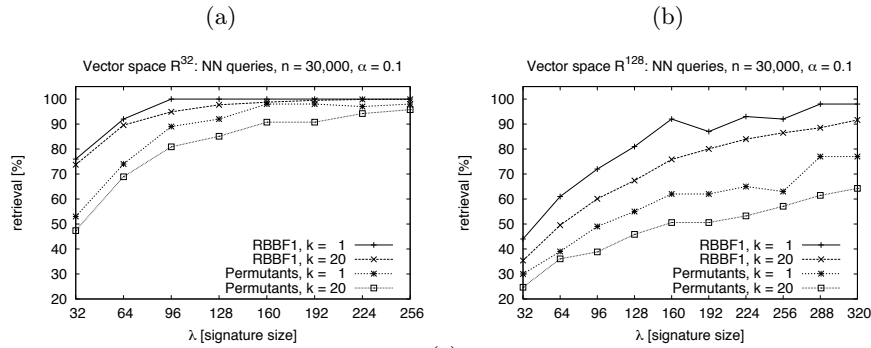 (a)
Vector space R32: NN queries, n = 30,000, α = 0.1
100
90
80
70
60
50
40
30
20
retrieval [%]
RBBF1, k = 1
RBBF1, k = 20
Permutants, k = 1
Permutants, k = 20
32 64 96 128 160 192 224 256
λ [signature size]
(b)
Vector space R128: NN queries, n = 30,000, α = 0.1
100
90
80
70
60
50
40
30
20
retrieval [%]
RBBF1, k = 1
RBBF1, k = 20
Permutants, k = 1
Permutants, k = 20
32 64 96 128 160 192 224 256 288 320
λ [signature size]